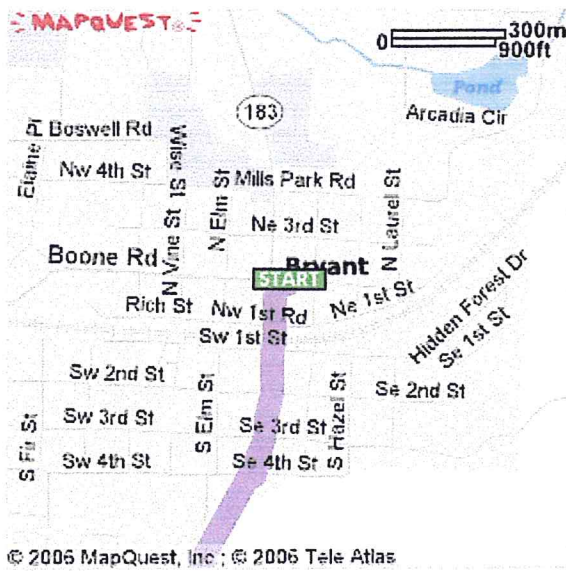 MAPQUEST
0 300m
900ft
Pond
Arcadia Cir
183
Boswell Rd
Elaine Pl
Wise St
Nw 4th St
Mills Park Rd
N Elm St
N Laurel St
Ne 3rd St
N Vine St
Boone Rd
Bryant
START
Hidden Forest Dr
Rich St
Nw 1st Rd
Ne 1st St
Sw 1st St
Se 1st St
Sw 2nd St
Se 2nd St
S Elm St
S Hazel St
Sw 3rd St
Se 3rd St
S Fir St
Sw 4th St
Se 4th St
© 2006 MapQuest, Inc.; © 2006 Tele Atlas